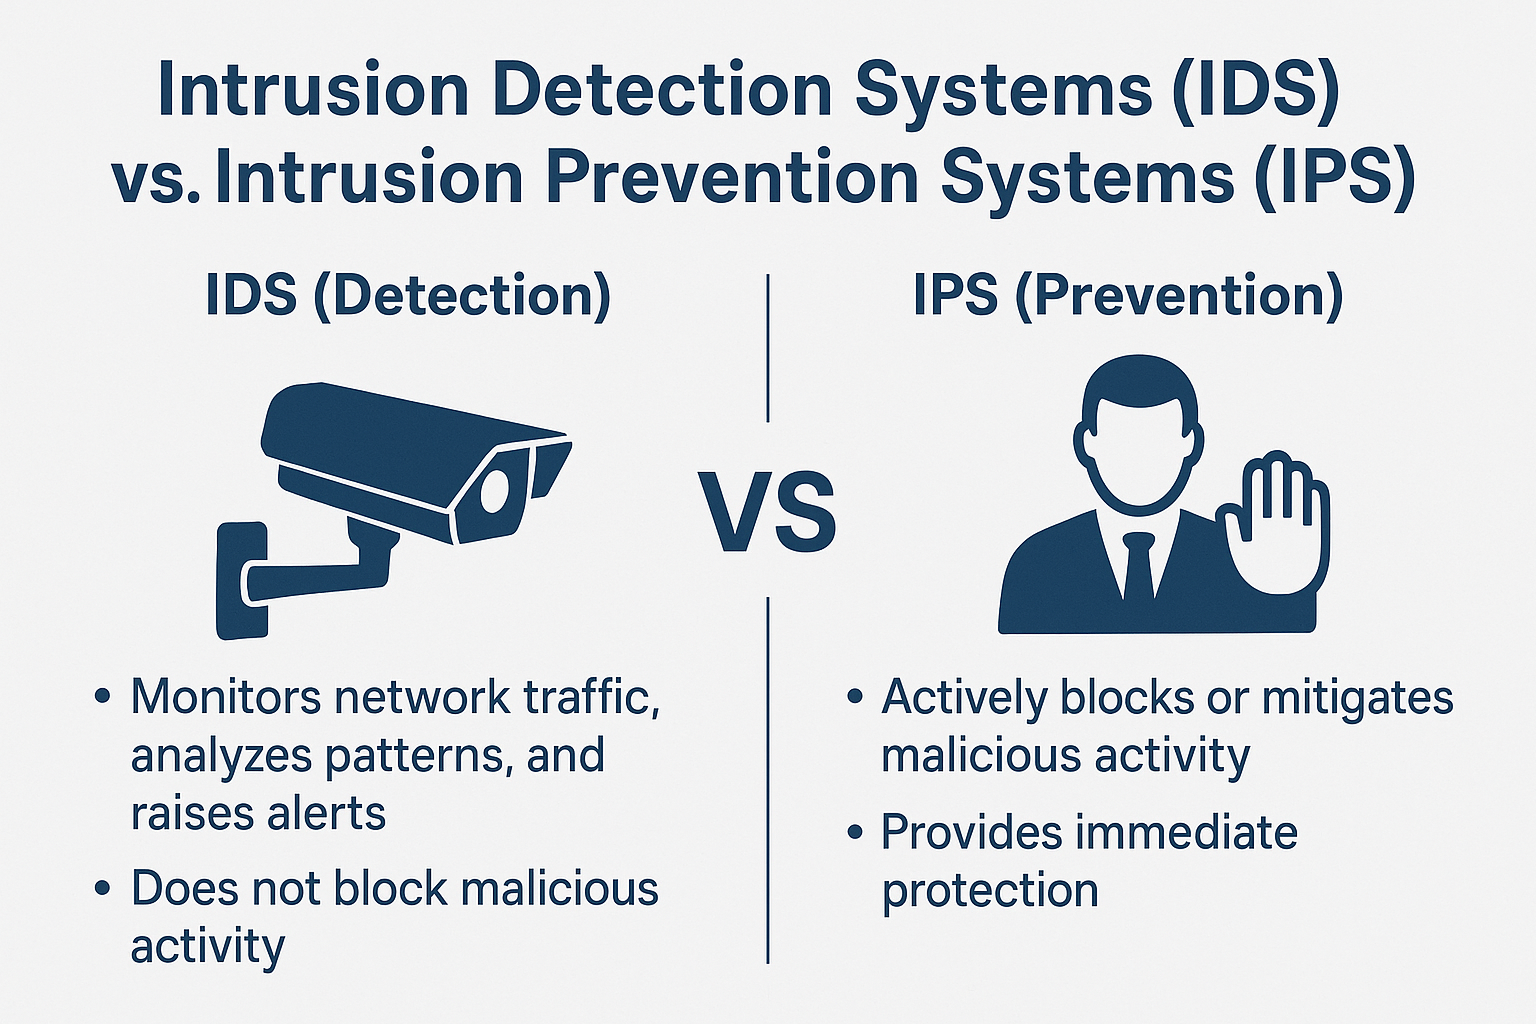 Intrusion Detection Systems (IDS)
vs. Intrusion Prevention Systems (IPS)
IDS (Detection)
• Monitors network traffic,
analyzes patterns, and
raises alerts
• Does not block malicious
activity
VS
IPS (Prevention)
• Actively blocks or mitigates
malicious activity
• Provides immediate
protection